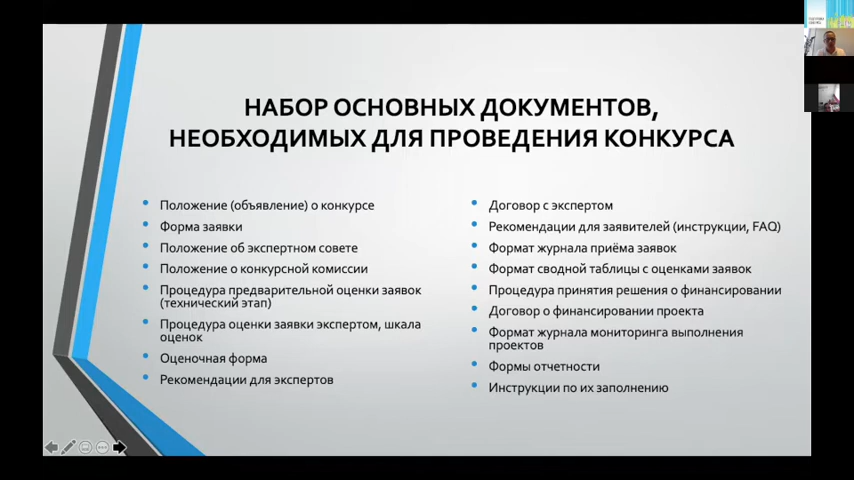 НАБОР ОСНОВНЫХ ДОКУМЕНТОВ,
НЕОБХОДИМЫХ ДЛЯ ПРОВЕДЕНИЯ КОНКУРСА
Положение (объявление) о конкурсе
Форма заявки
Положение об экспертном совете
Положение о конкурсной комиссии
Процедура предварительной оценки заявок
(технический этап)
Процедура оценки заявки экспертом, шкала
оценок
Оценочная форма
Рекомендации для экспертов
Договор с экспертом
Рекомендации для заявителей (инструкции, FAQ)
Формат журнала приёма заявок
Формат сводной таблицы с оценками заявок
Процедура принятия решения о финансировании
Договор о финансировании проекта
Формат журнала мониторинга выполнения
проектов
Формы отчетности
Инструкции по их заполнению